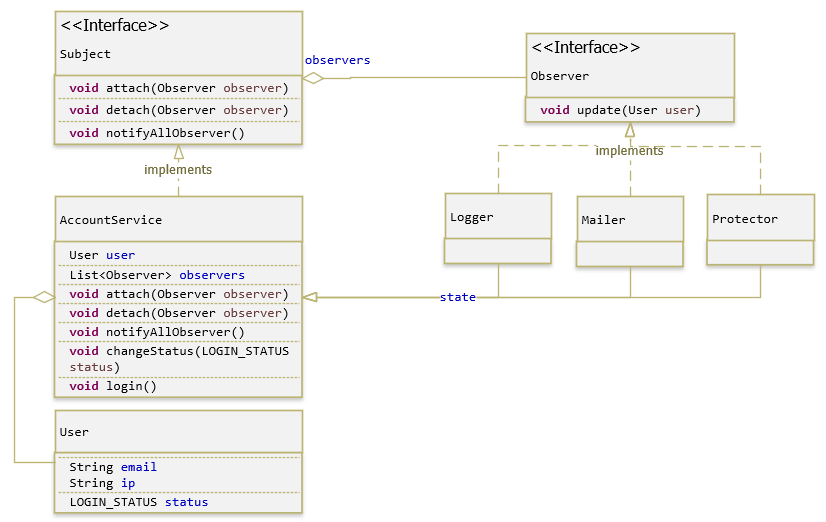 <<Interface>>
Subject
void attach(Observer observer)
void detach(Observer observer)
void notifyAllObserver()
observers
<<Interface>>
Observer
void update(User user)
implements
implements
AccountService
User user
List<Observer> observers
void attach(Observer observer)
void detach(Observer observer)
void notifyAllObserver()
void changeStatus(LOGIN_STATUS
status)
void login()
Logger
Mailer
Protector
state
User
String email
String ip
LOGIN_STATUS status